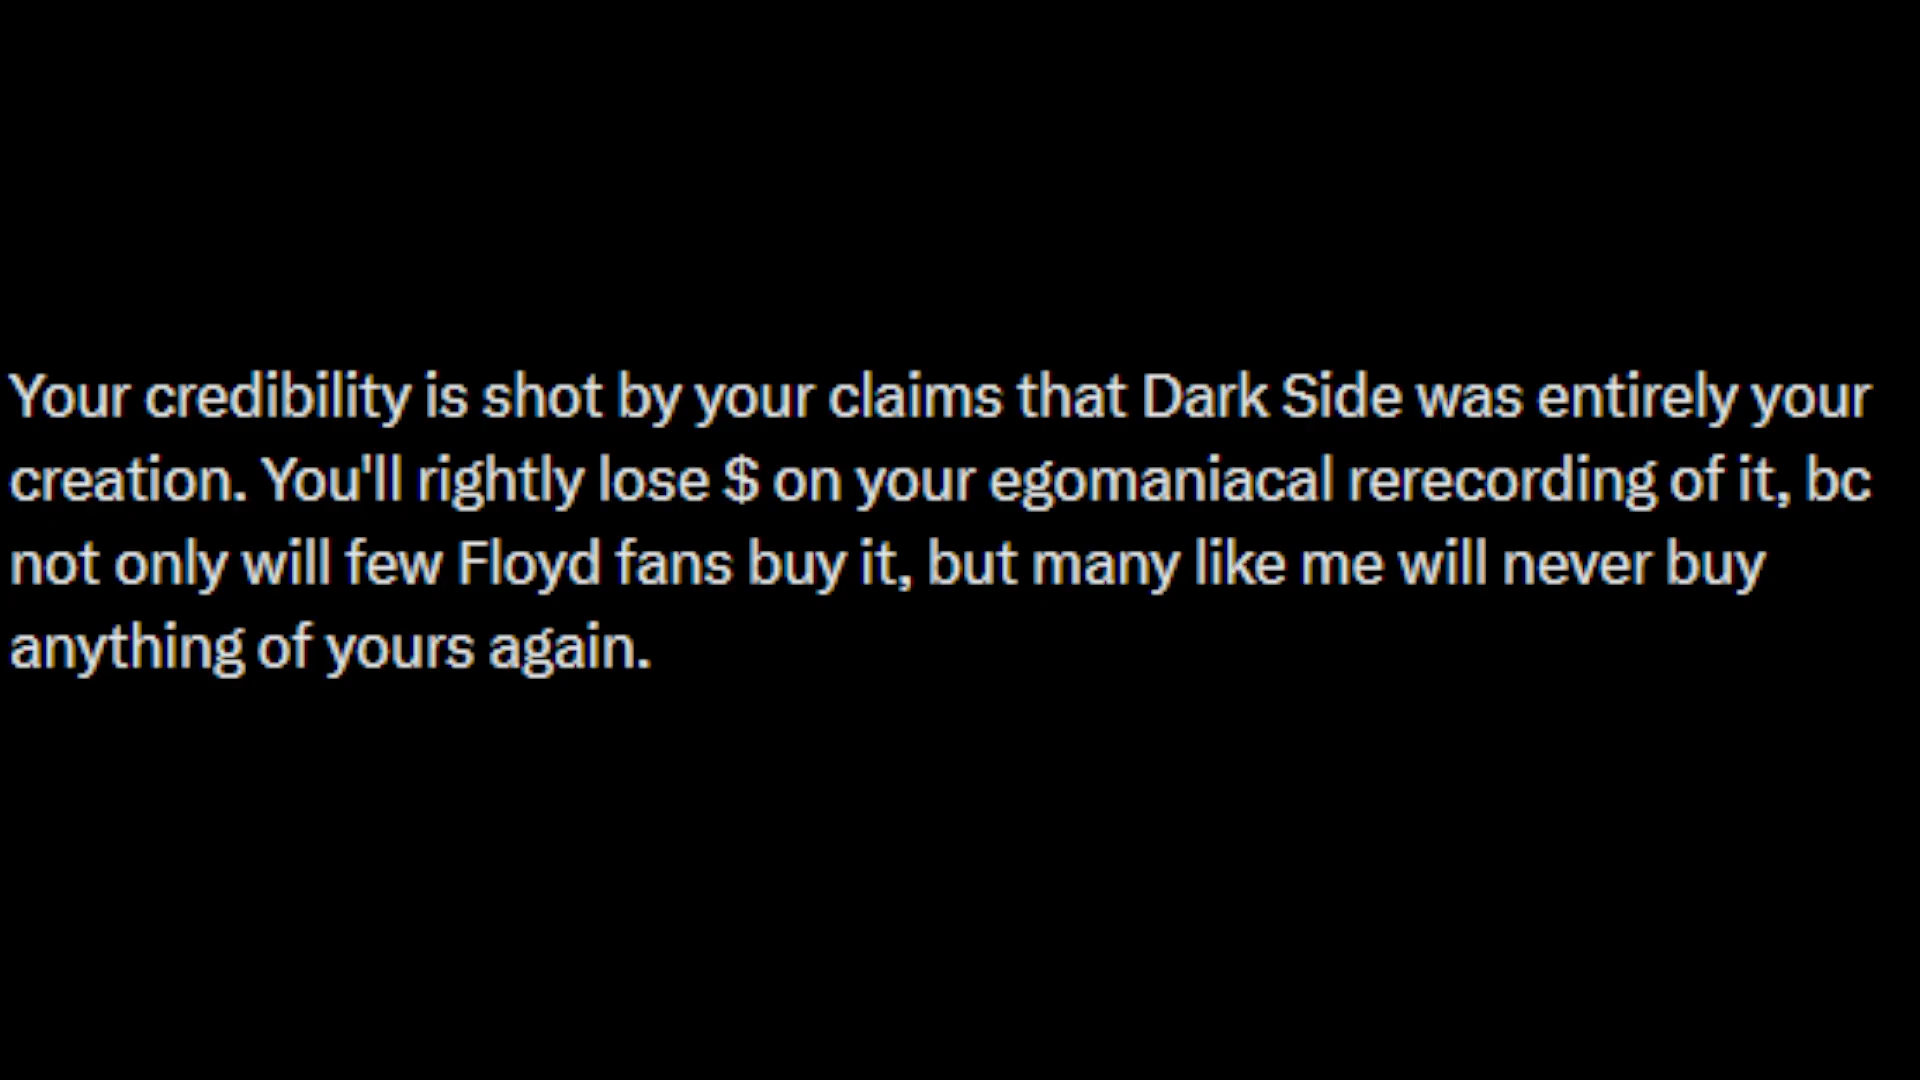 Your credibility is shot by your claims that Dark Side was entirely your
creation. You'll rightly lose $ on your egomaniacal rerecording of it, bc
not only will few Floyd fans buy it, but many like me will never buy
anything of yours again.